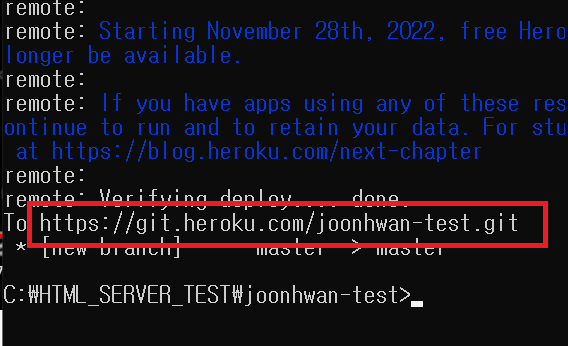 remote:
remote: Starting November 28th, 2022, free Hero
longer be available.
remote:
remote: If you have apps using any of these res
ontinue to run and to retain your data. For stu
at https://blog.heroku.com/next-chapter
remote:
remote: Verifying deploy.... done.
To https://git.heroku.com/joonhwan-test.git
* [new branch] master -> master
C:₩HTML_SERVER_TEST₩joonhwan-test>